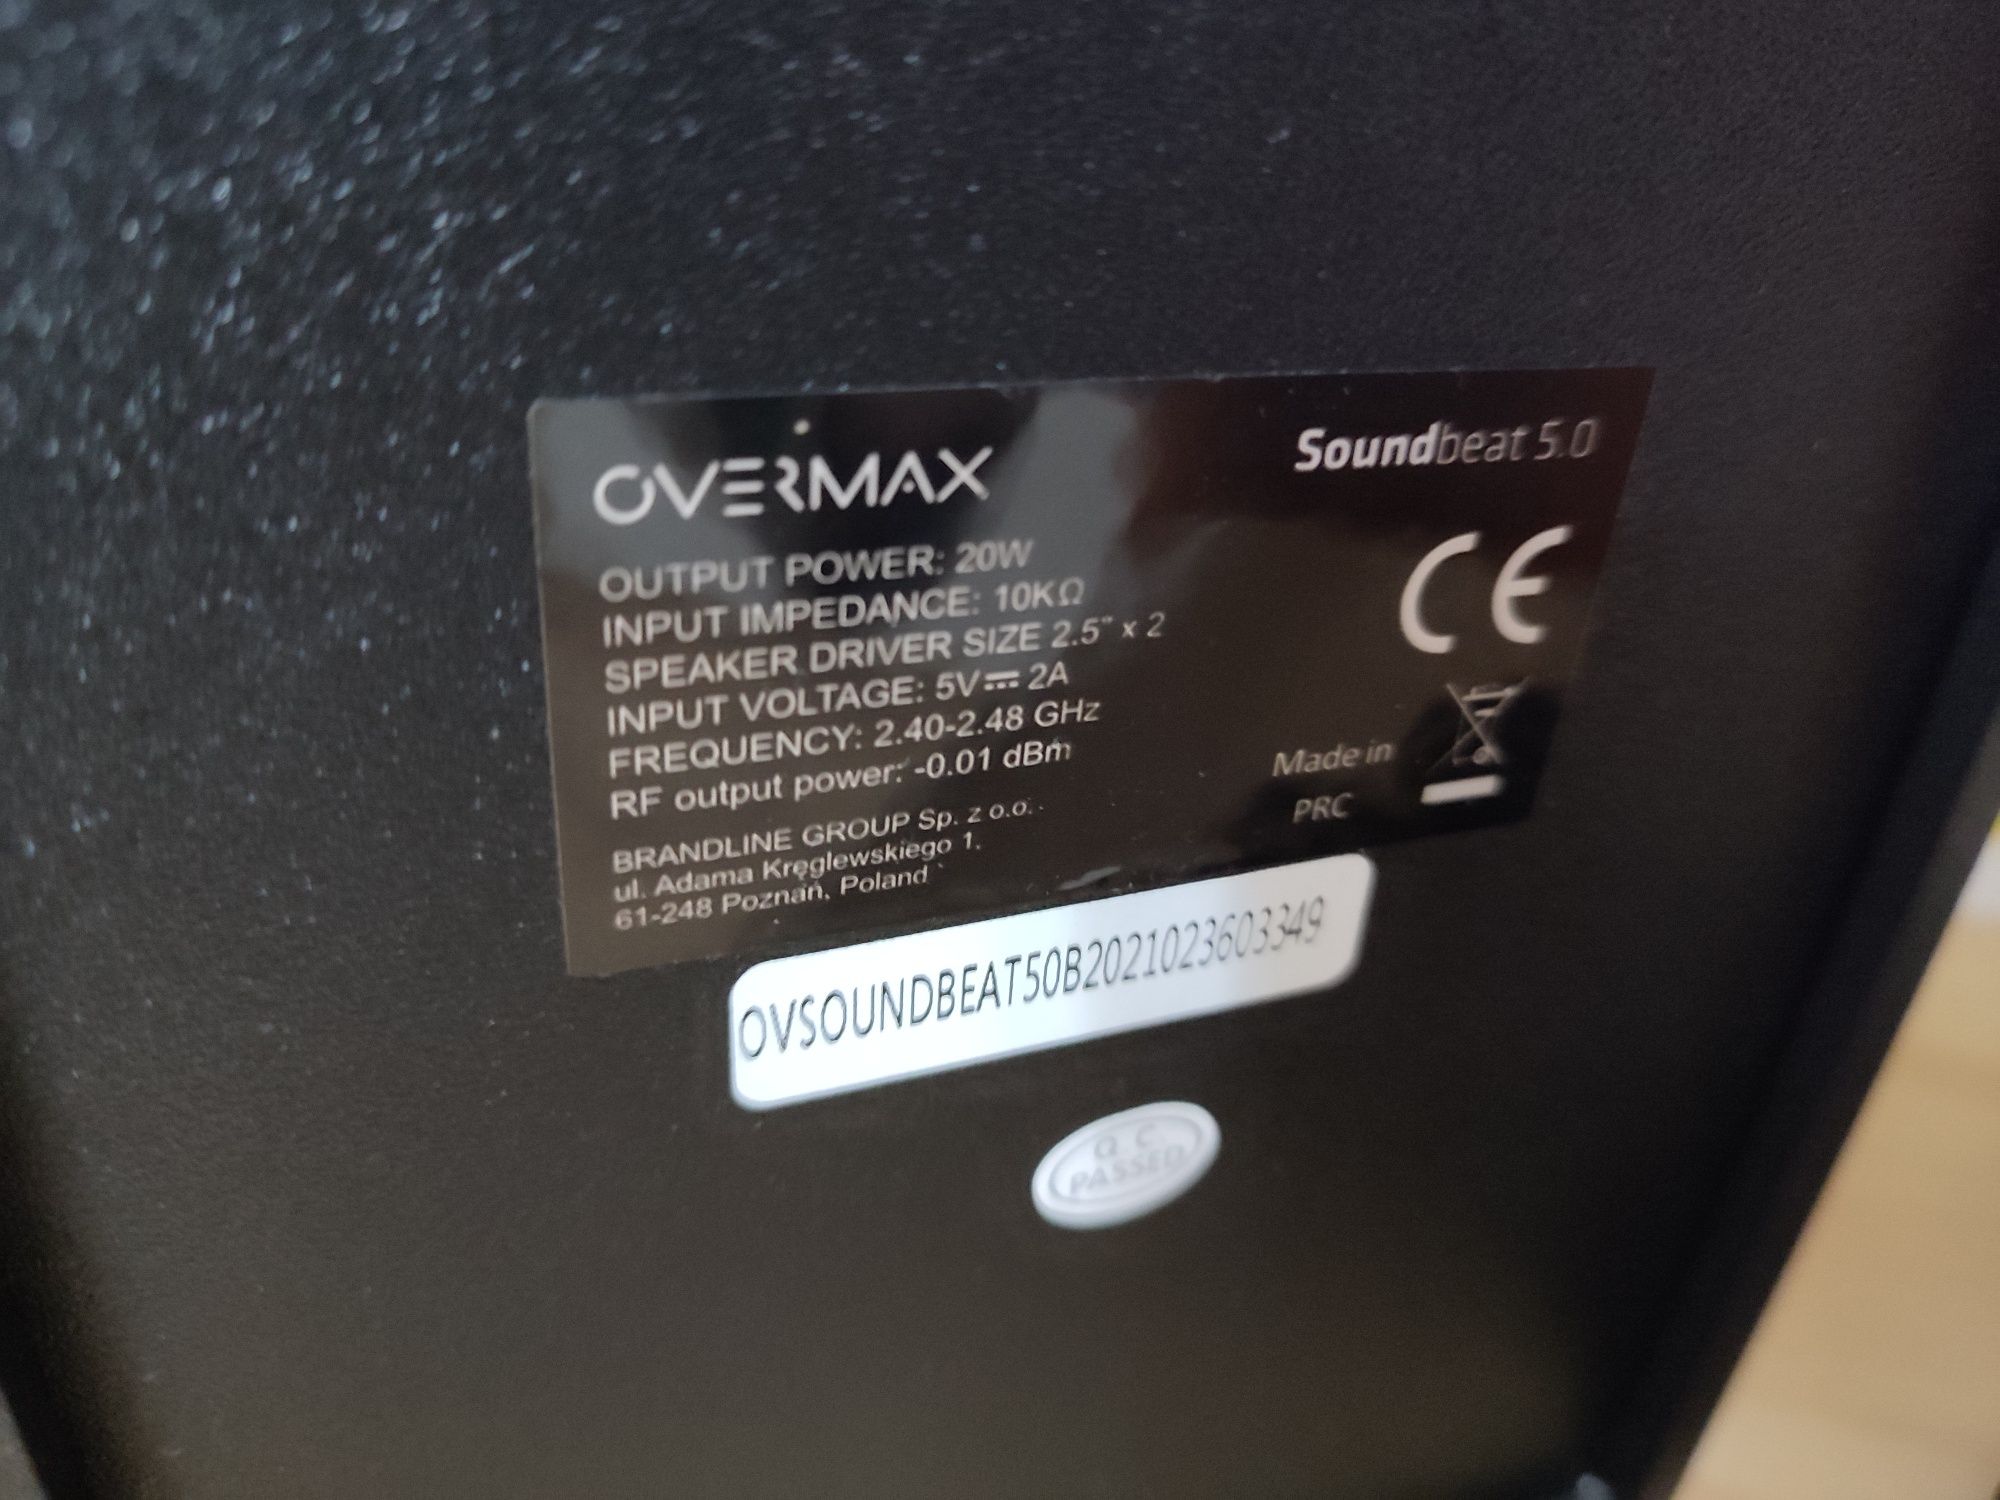 OVERMAX
Soundbeat 5.0
OUTPUT POWER: 20W
INPUT IMPEDANCE: 10KΩ
SPEAKER DRIVER SIZE 2.5" x 2
INPUT VOLTAGE: 5V⎓ 2A
FREQUENCY: 2.40-2.48 GHz
RF output power: -0.01 dBm
BRANDLINE GROUP Sp. z o.o.
ul. Adama Kręglewskiego 1.
61-248 Poznań, Poland
CE
Made in
PRC
OVSOUNDBEAT50B2021023603349
Q.C.
PASSED